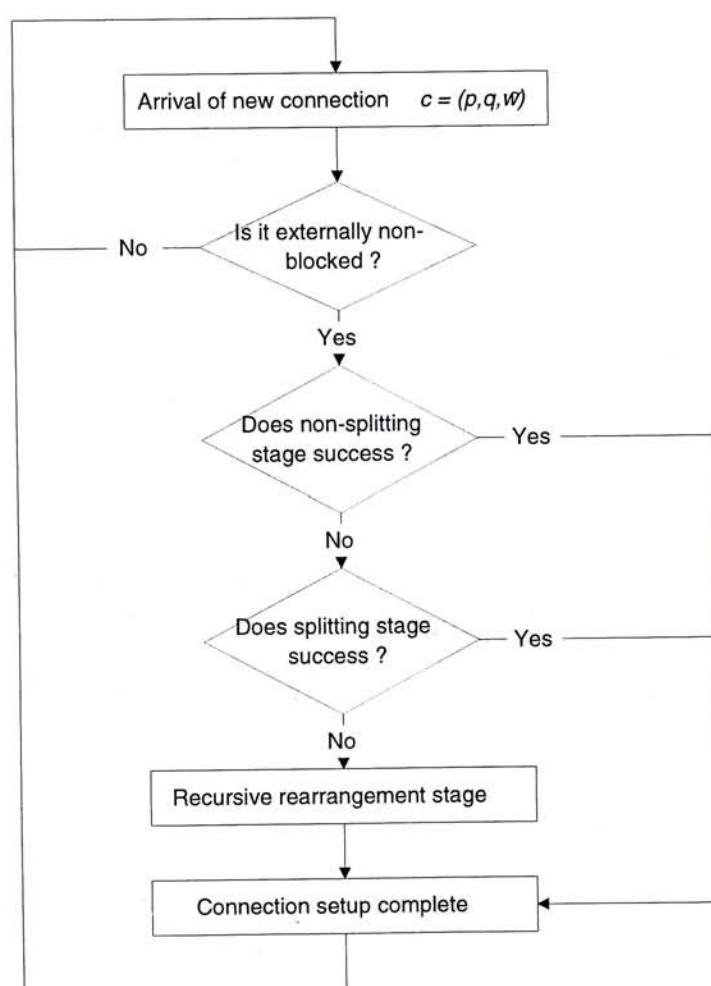 Arrival of new connection c = (p,q,w)
Is it externally non-
blocked ?
No
Yes
Does non-splitting
stage success ?
Yes
No
Does splitting stage
success ?
Yes
No
Recursive rearrangement stage
Connection setup complete